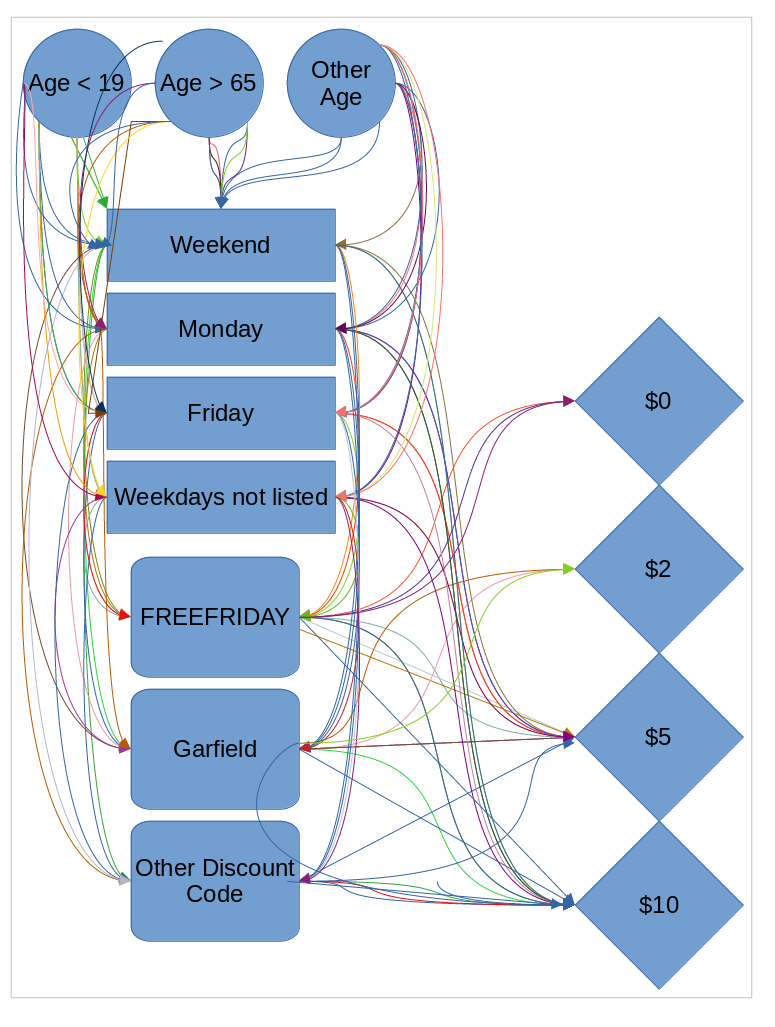 Age < 19
Age > 65
Other
Age
Weekend
Monday
Friday
Weekdays not listed
FREEFRIDAY
Garfield
Other Discount
Code
$0
$2
$5
$10